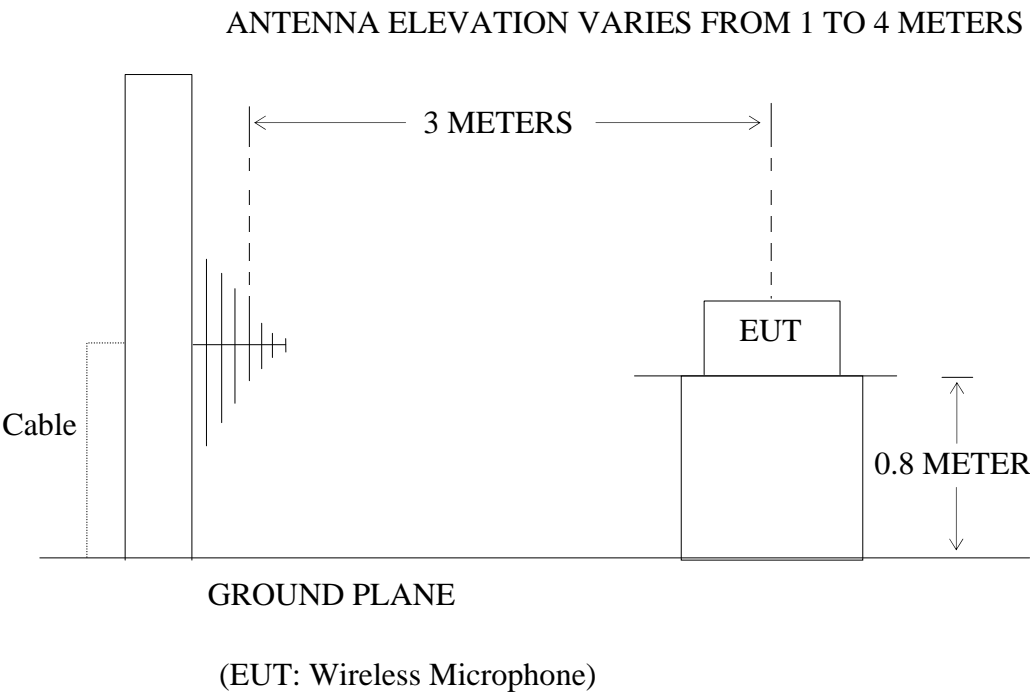 ANTENNA ELEVATION VARIES FROM 1 TO 4 METERS
3 METERS
EUT
Cable
0.8 METER
GROUND PLANE
(EUT: Wireless Microphone)